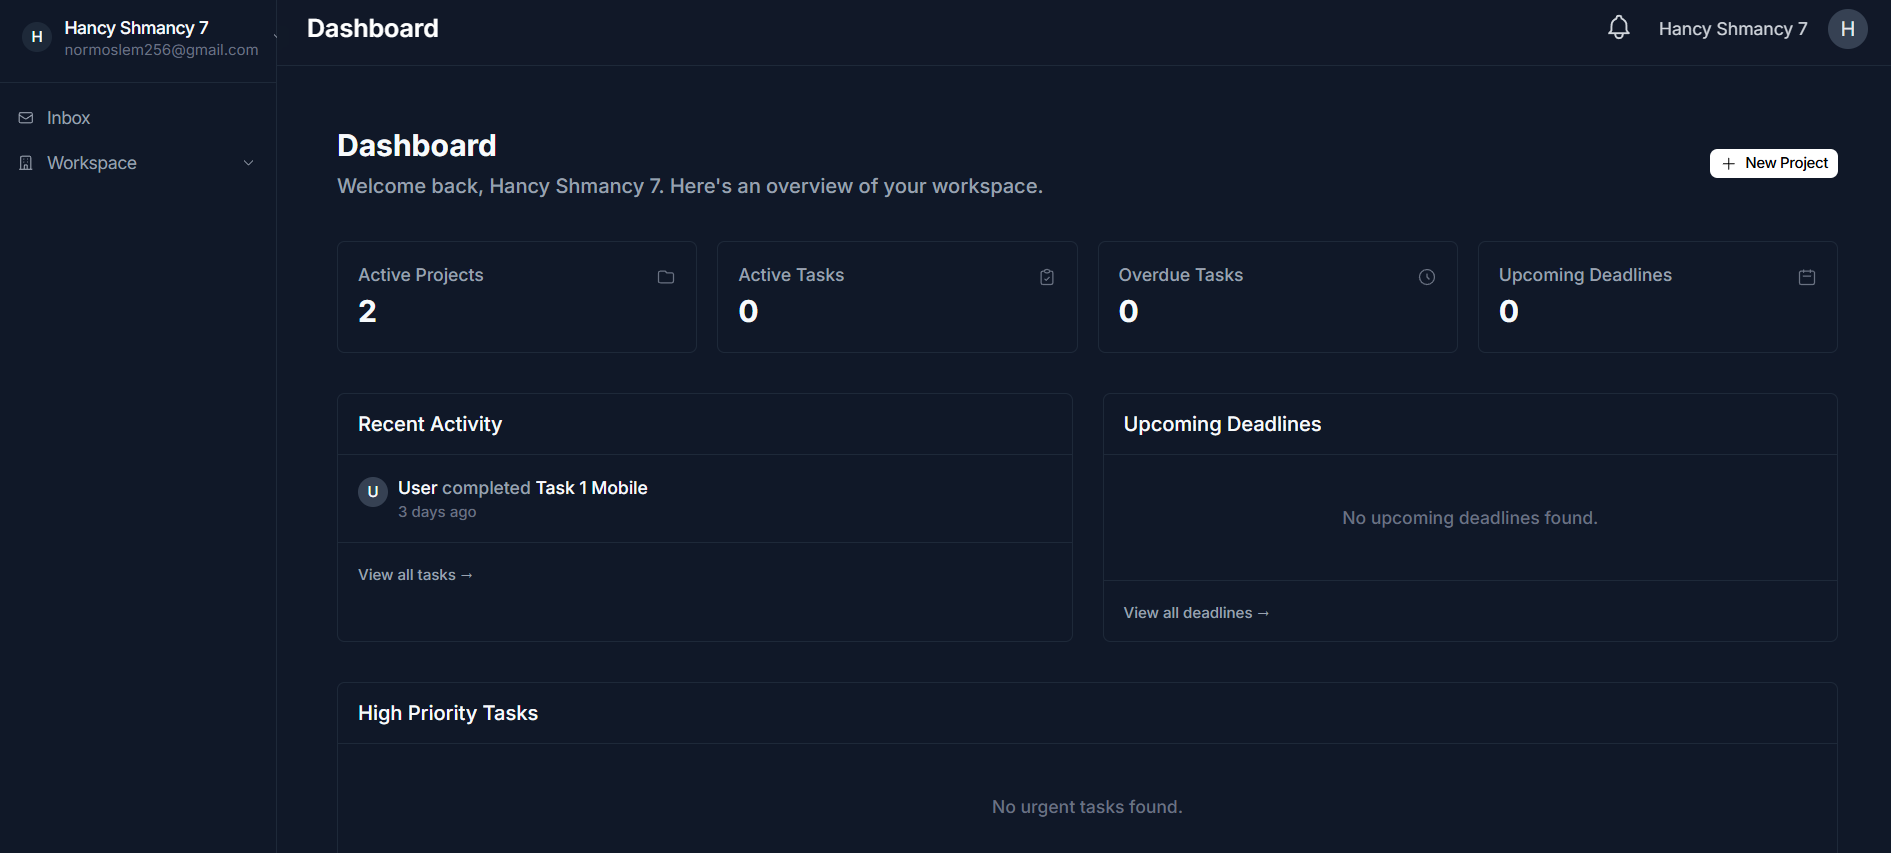 H
Hancy Shmancy 7
normoslem256@gmail.com
Inbox
Workspace
Dashboard
Hancy Shmancy 7
H
Dashboard
Welcome back, Hancy Shmancy 7. Here's an overview of your workspace.
+ New Project
Active Projects
2
Active Tasks
0
Overdue Tasks
0
Upcoming Deadlines
0
Recent Activity
U
User completed Task 1 Mobile
3 days ago
View all tasks →
Upcoming Deadlines
No upcoming deadlines found.
View all deadlines →
High Priority Tasks
No urgent tasks found.